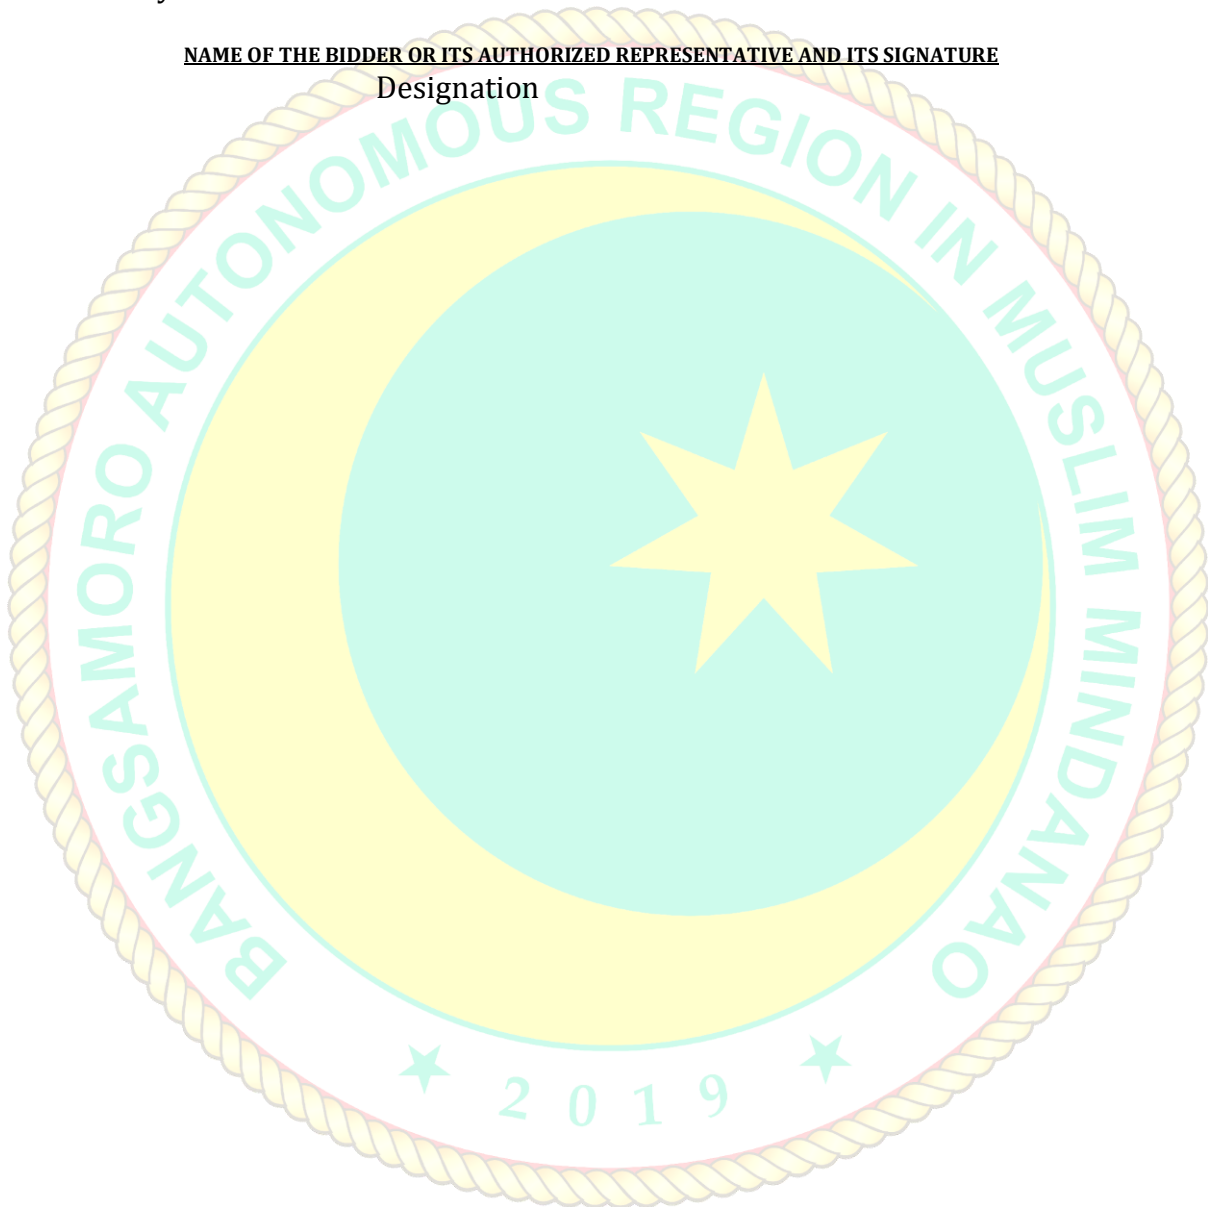 NAME OF THE BIDDER OR ITS AUTHORIZED REPRESENTATIVE AND ITS SIGNATURE
Designation
BANGSAMORO AUTONOMOUS REGION IN MUSLIM MINDANAO
2019